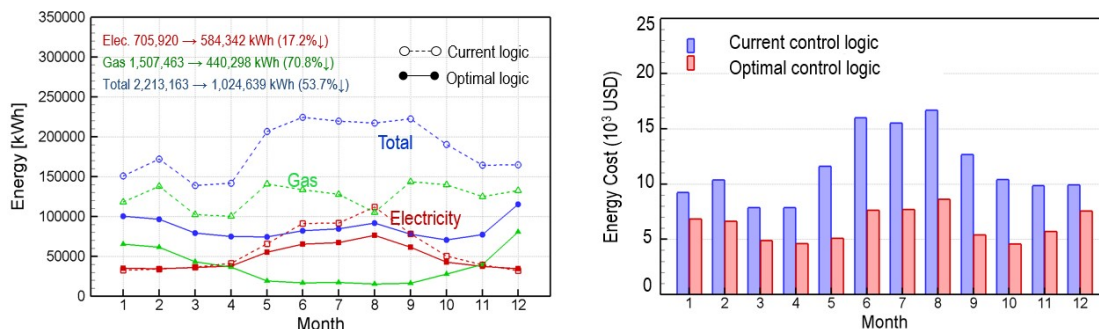 350000
300000
250000
200000
150000
100000
50000
0
Energy [kWh]
Elec. 705,920 → 584,342 kWh (17.2%↓)
Gas 1,507,463 → 440,298 kWh (70.8%↓)
Total 2,213,163 → 1,024,639 kWh (53.7%↓)
Current logic
Optimal logic
Total
Gas
Electricity
1 2 3 4 5 6 7 8 9 10 11 12
Month
25
20
15
10
5
0
Energy Cost (10³ USD)
Current control logic
Optimal control logic
1 2 3 4 5 6 7 8 9 10 11 12
Month